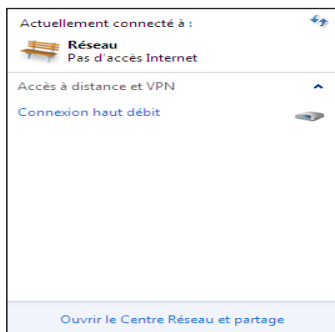 Actuellement connecté à :
Réseau
Pas d'accès Internet
Accès à distance et VPN
Connexion haut débit
Ouvrir le Centre Réseau et partage